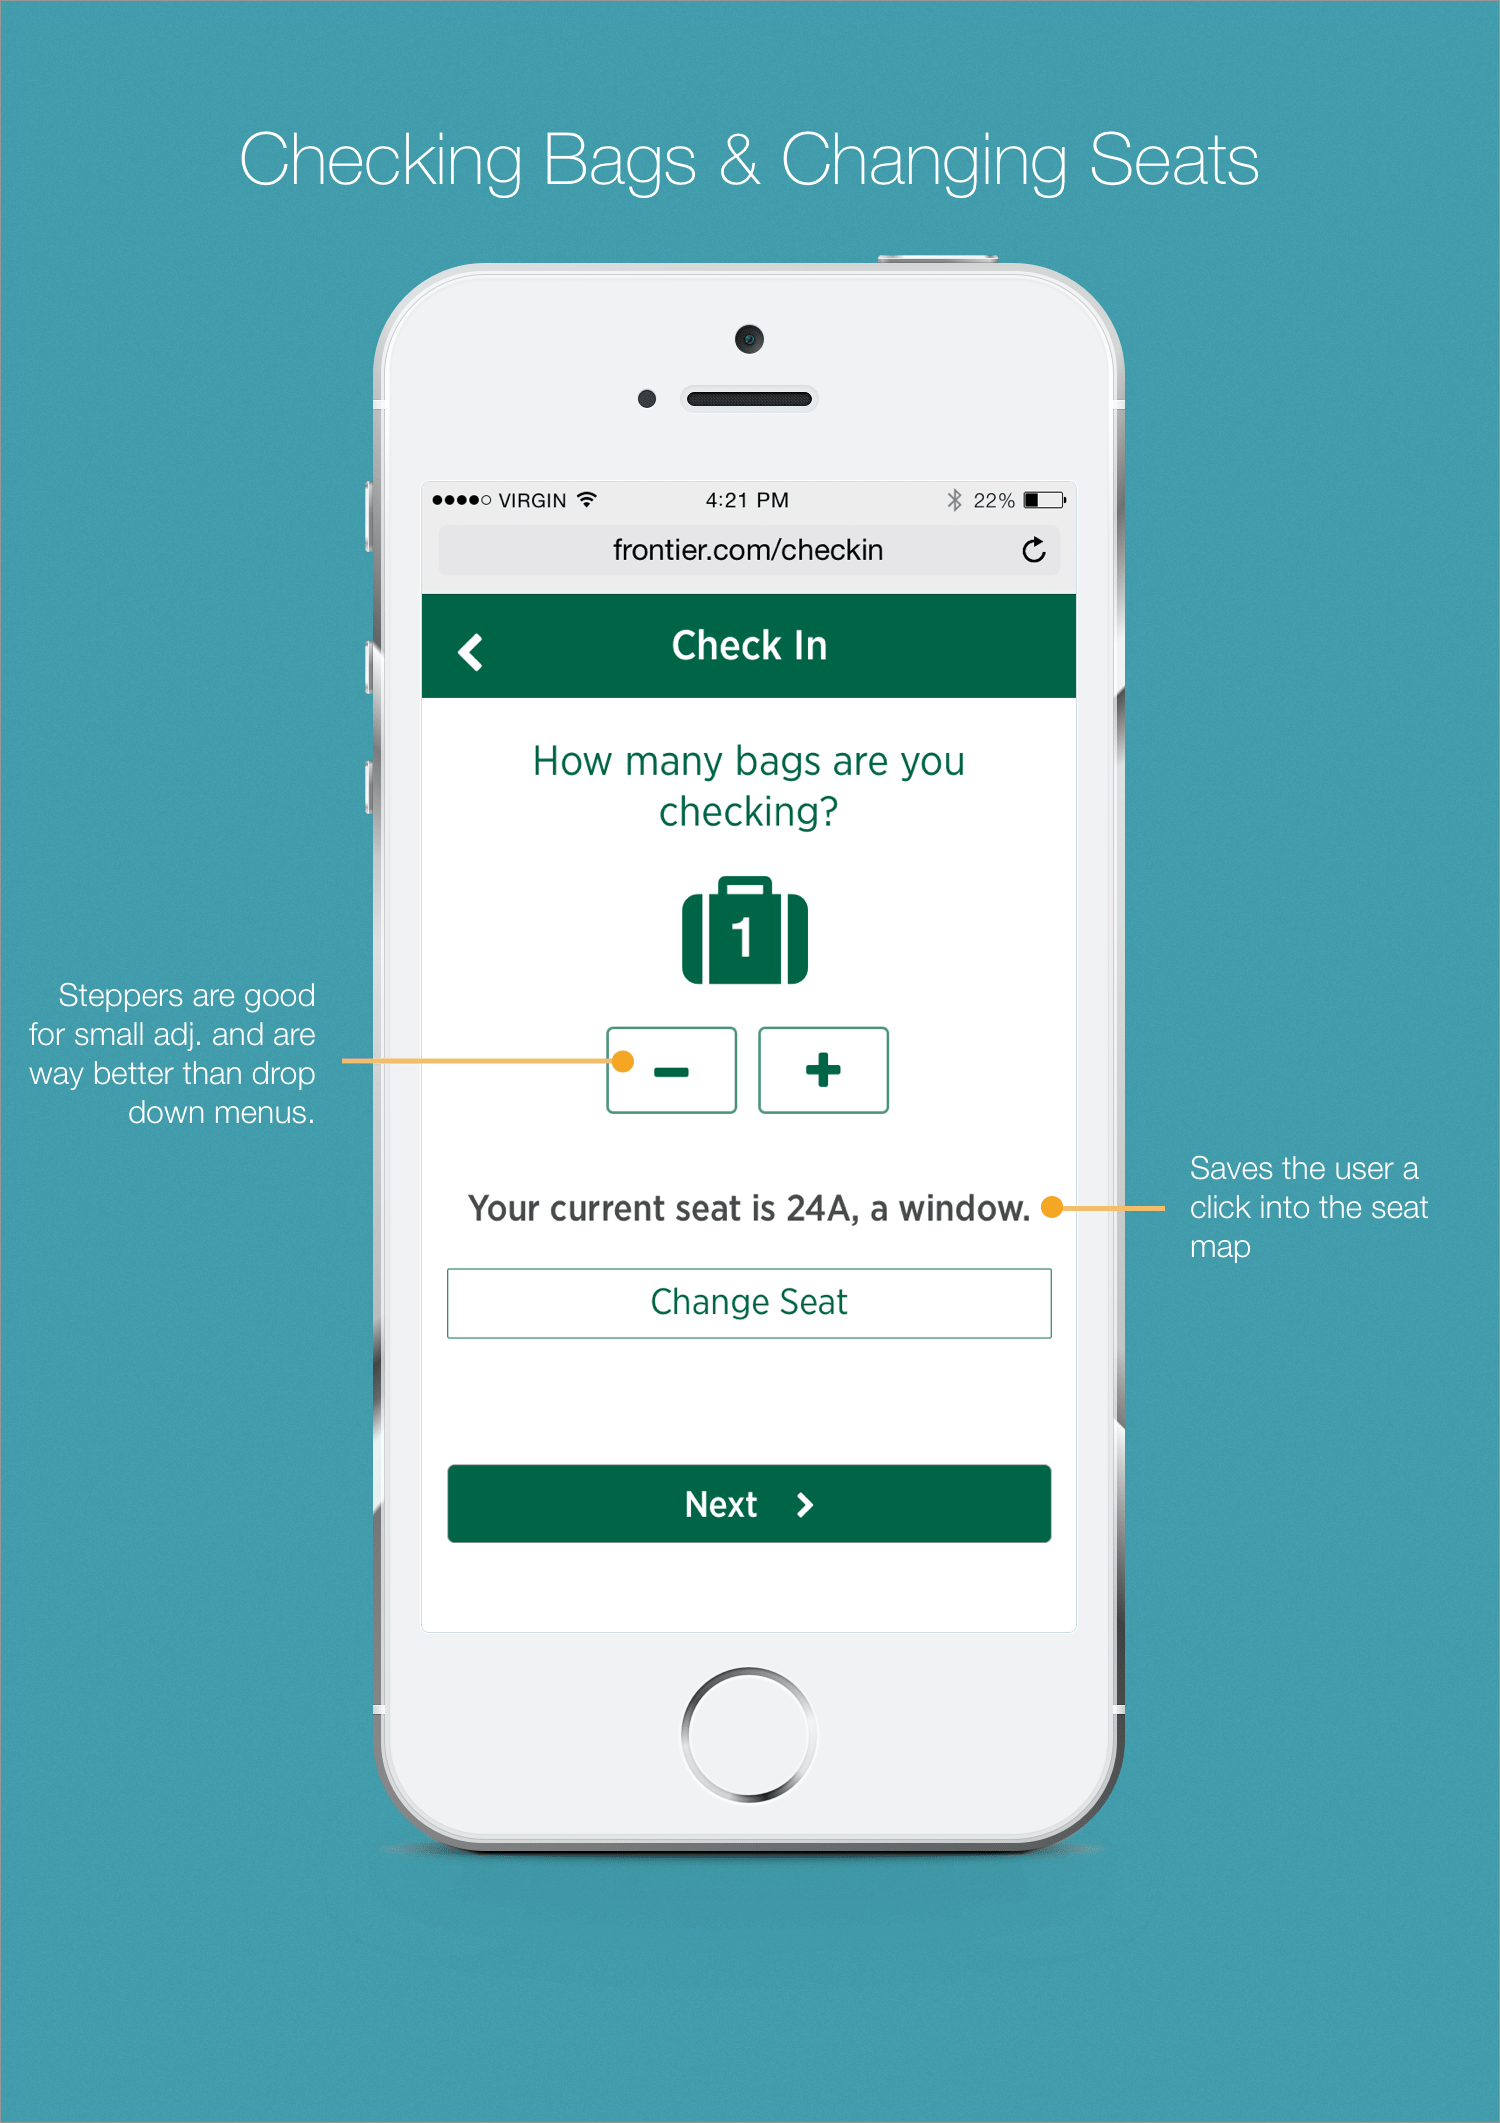 Checking Bags & Changing Seats
VIRGIN 4:21 PM 22%
frontier.com/checkin
Check In
How many bags are you
checking?
1
Steppers are good
for small adj. and are
way better than drop
down menus.
Your current seat is 24A, a window.
Saves the user a
click into the seat
map
Change Seat
Next